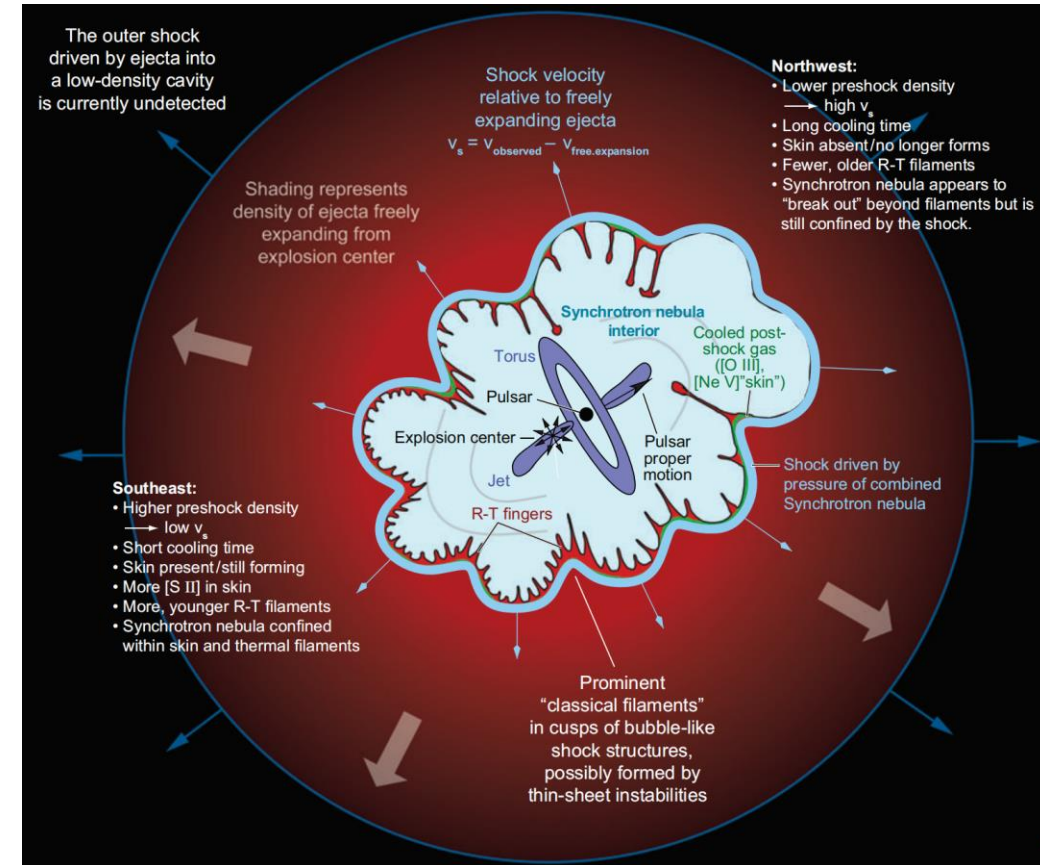 The outer shock
driven by ejecta into
a low-density cavity
is currently undetected
Shock velocity
relative to freely
expanding ejecta
vs = vobserved – vfree.expansion
Northwest:
• Lower preshock density
→ high vs
• Long cooling time
• Skin absent/no longer forms
• Fewer, older R-T filaments
• Synchrotron nebula appears to
“break out” beyond filaments but is
still confined by the shock.
Shading represents
density of ejecta freely
expanding from
explosion center
Synchrotron nebula
interior
Cooled post-
shock gas
([O III],
[Ne V]"skin")
Torus
Pulsar
Explosion center
Jet
Pulsar
proper
motion
R-T fingers
Shock driven by
pressure of combined
Synchrotron nebula
Southeast:
• Higher preshock density
→ low vs
• Short cooling time
• Skin present/still forming
• More [S II] in skin
• More, younger R-T filaments
• Synchrotron nebula confined
within skin and thermal filaments
Prominent
“classical filaments”
in cusps of bubble-like
shock structures,
possibly formed by
thin-sheet instabilities